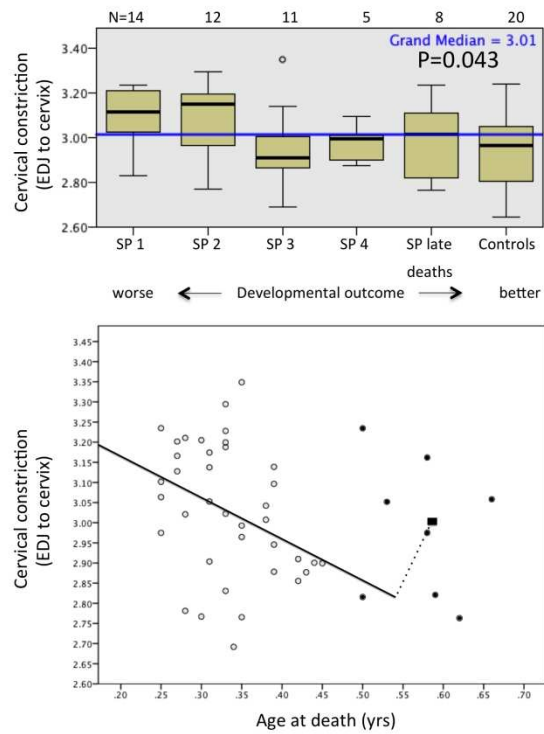 N=14 12 11 5 8 20
Grand Median = 3.01
P=0.043
3.40
3.20
3.00
2.80
2.60
Cervical constriction
(EDJ to cervix)
SP 1 SP 2 SP 3 SP 4 SP late Controls
deaths
worse Developmental outcome better
3.45
3.40
3.35
3.30
3.25
3.20
3.15
3.10
3.05
3.00
2.95
2.90
2.85
2.80
2.75
2.70
2.65
2.60
Cervical constriction
(EDJ to cervix)
.20 .25 .30 .35 .40 .45 .50 .55 .60 .65 .70
Age at death (yrs)